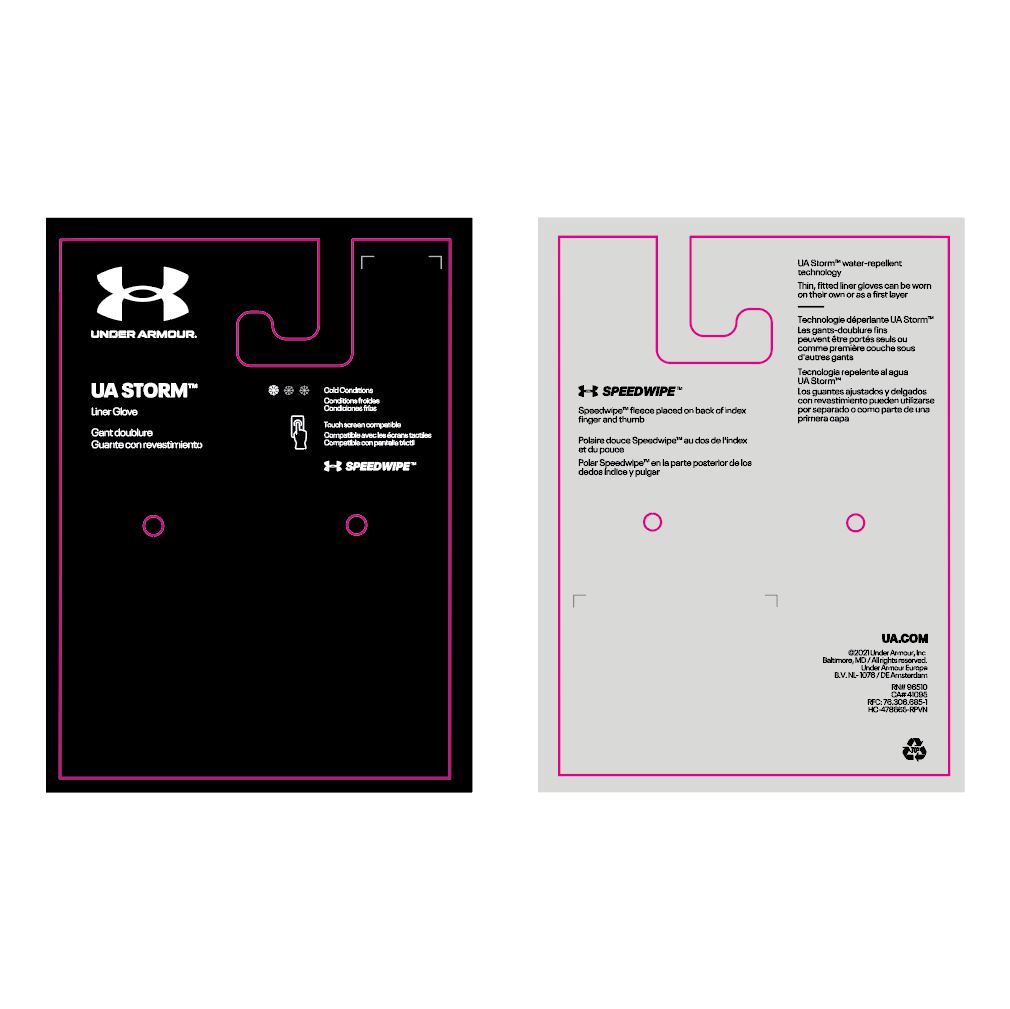 UNDER ARMOUR.
UA STORM™
Liner Glove
Gant doublure
Guante con revestimiento
Cold Conditions
Conditions froides
Condiciones frías
Touch screen compatible
Compatible avec les écrans tactiles
Compatible con pantalla táctil
SPEEDWIPE™
SPEEDWIPE™
Speedwipe™ fleece placed on back of index
finger and thumb
Polaire douce Speedwipe™ au dos de l'index
et du pouce
Polar Speedwipe™ en la parte posterior de los
dedos índice y pulgar
UA Storm™ water-repellent
technology
Thin, fitted liner gloves can be worn
on their own or as a first layer
Technologie déperlante UA Storm™
Les gants-doublure fins
peuvent être portés seuls ou
comme première couche sous
d'autres gants
Tecnología repelente al agua
UA Storm™
Los guantes ajustados y delgados
con revestimiento pueden utilizarse
por separado o como parte de una
primera capa
UA.COM
©2021 Under Armour, Inc.
Baltimore, MD / All rights reserved.
Under Armour Europe
B.V. NL- 1076 / DE Amsterdam
RN# 96510
CA# 41095
RFC: 76.306.685-1
HC-478865-RPVN